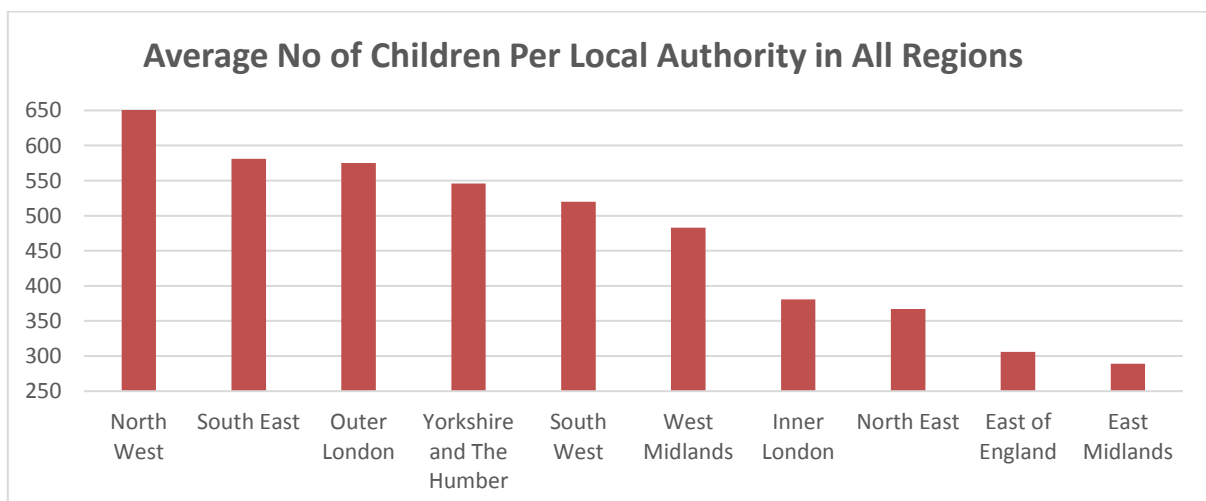 Average No of Children Per Local Authority in All Regions
650
600
550
500
450
400
350
300
250
North
West
South East
Outer
London
Yorkshire
and The
Humber
South
West
West
Midlands
Inner
London
North East
East of
England
East
Midlands